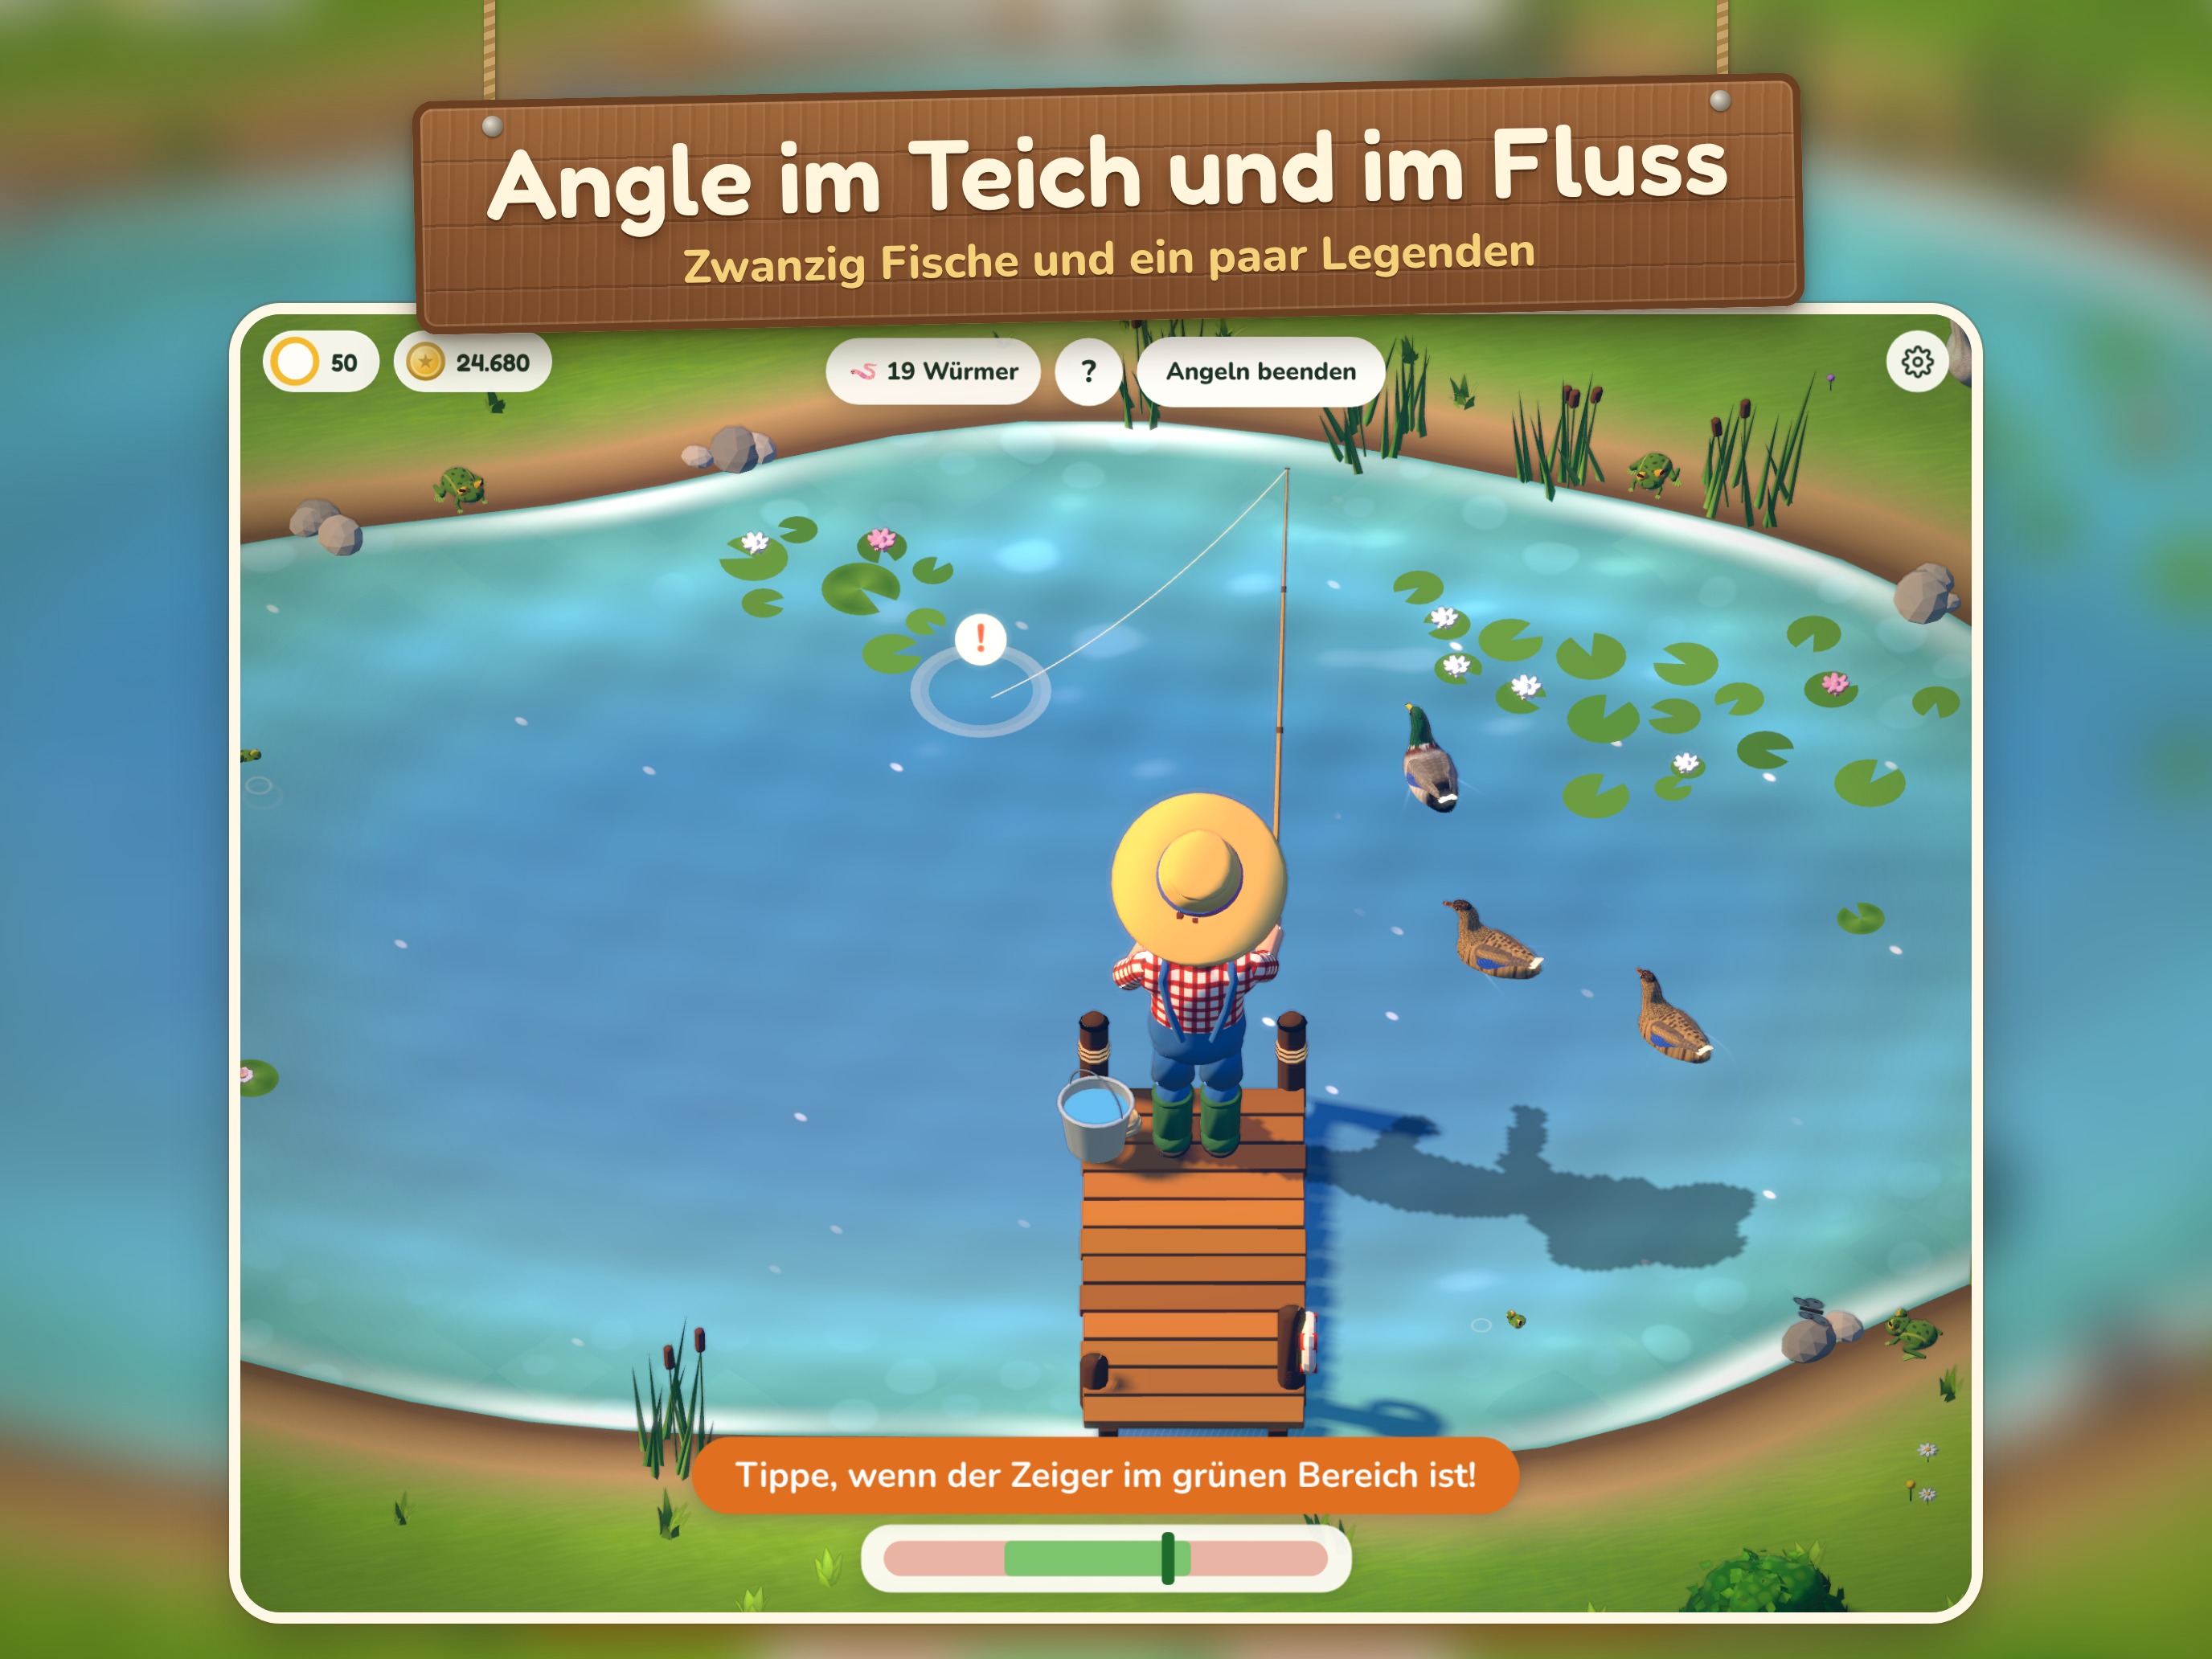 Angle im Teich und im Fluss
Zwanzig Fische und ein paar Legenden
50
24.680
19 Würmer
?
Angeln beenden
!
Tippe, wenn der Zeiger im grünen Bereich ist!